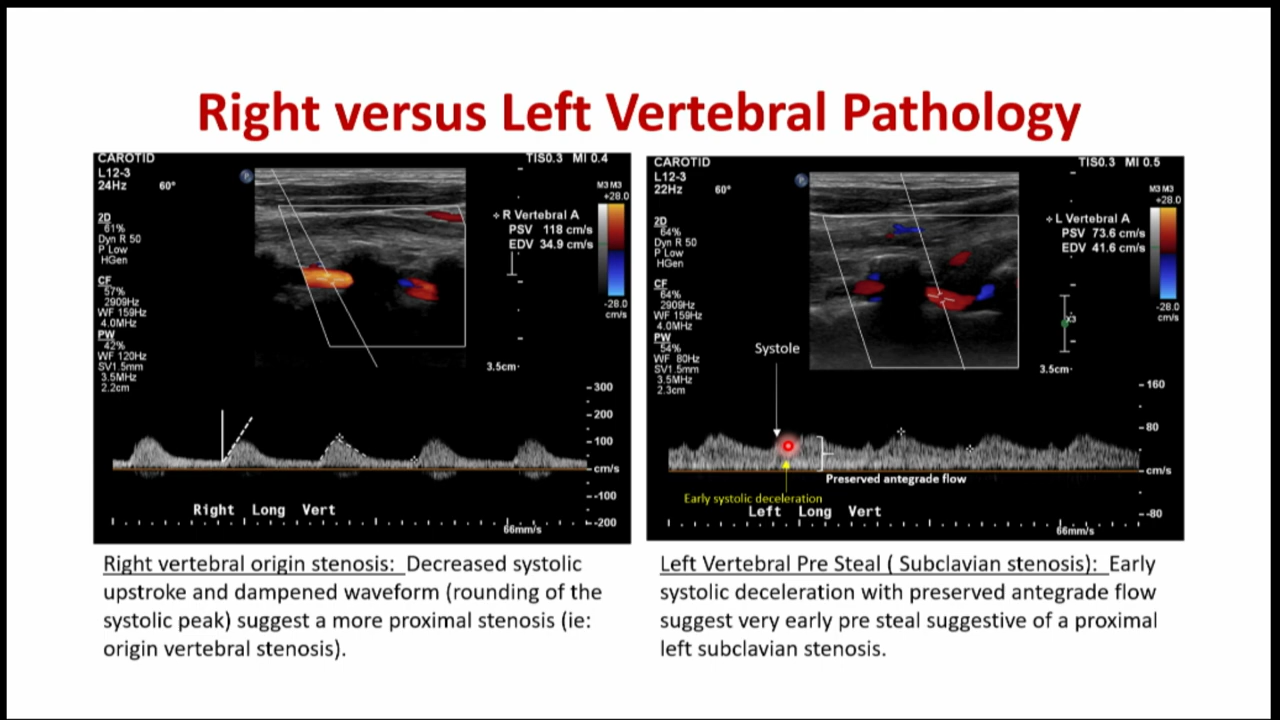 Right versus Left Vertebral Pathology
CAROTID
TIS0.3 MI 0.4
L12-3
24Hz 60°
M3 M3
+28.0
2D
61%
Dyn R 50
P Low
HGen
R Vertebral A
PSV 118 cm/s
EDV 34.9 cm/s
CF
57%
2909Hz
WF 159Hz
4.0MHz
-28.0
cm/s
PW
42%
WF 120Hz
SV1.5mm
3.5MHz
2.2cm
3.5cm
300
200
100
cm/s
-100
-200
Right Long Vert
66mm/s
CAROTID
TIS0.3 MI 0.5
L12-3
22Hz 60°
M3 M3
+28.0
2D
64%
Dyn R 50
P Low
HGen
L Vertebral A
PSV 73.6 cm/s
EDV 41.6 cm/s
CF
64%
2909Hz
WF 159Hz
4.0MHz
-28.0
cm/s
x3
PW
54%
WF 80Hz
SV1.5mm
3.5MHz
2.3cm
Systole
3.5cm
160
80
cm/s
-80
Preserved antegrade flow
Early systolic deceleration
Left Long Vert
66mm/s
Right vertebral origin stenosis: Decreased systolic
upstroke and dampened waveform (rounding of the
systolic peak) suggest a more proximal stenosis (ie:
origin vertebral stenosis).
Left Vertebral Pre Steal ( Subclavian stenosis): Early
systolic deceleration with preserved antegrade flow
suggest very early pre steal suggestive of a proximal
left subclavian stenosis.